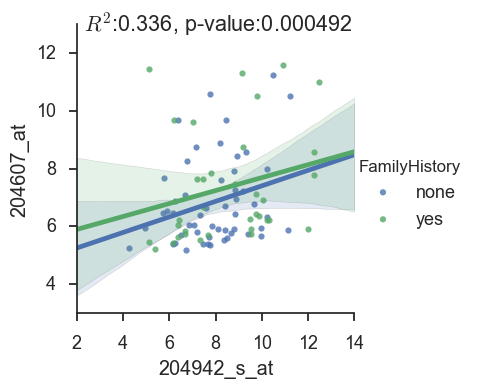 R²:0.336, p-value:0.000492
12
10
8
6
4
204607_at
2 4 6 8 10 12 14
204942_s_at
FamilyHistory
none
yes